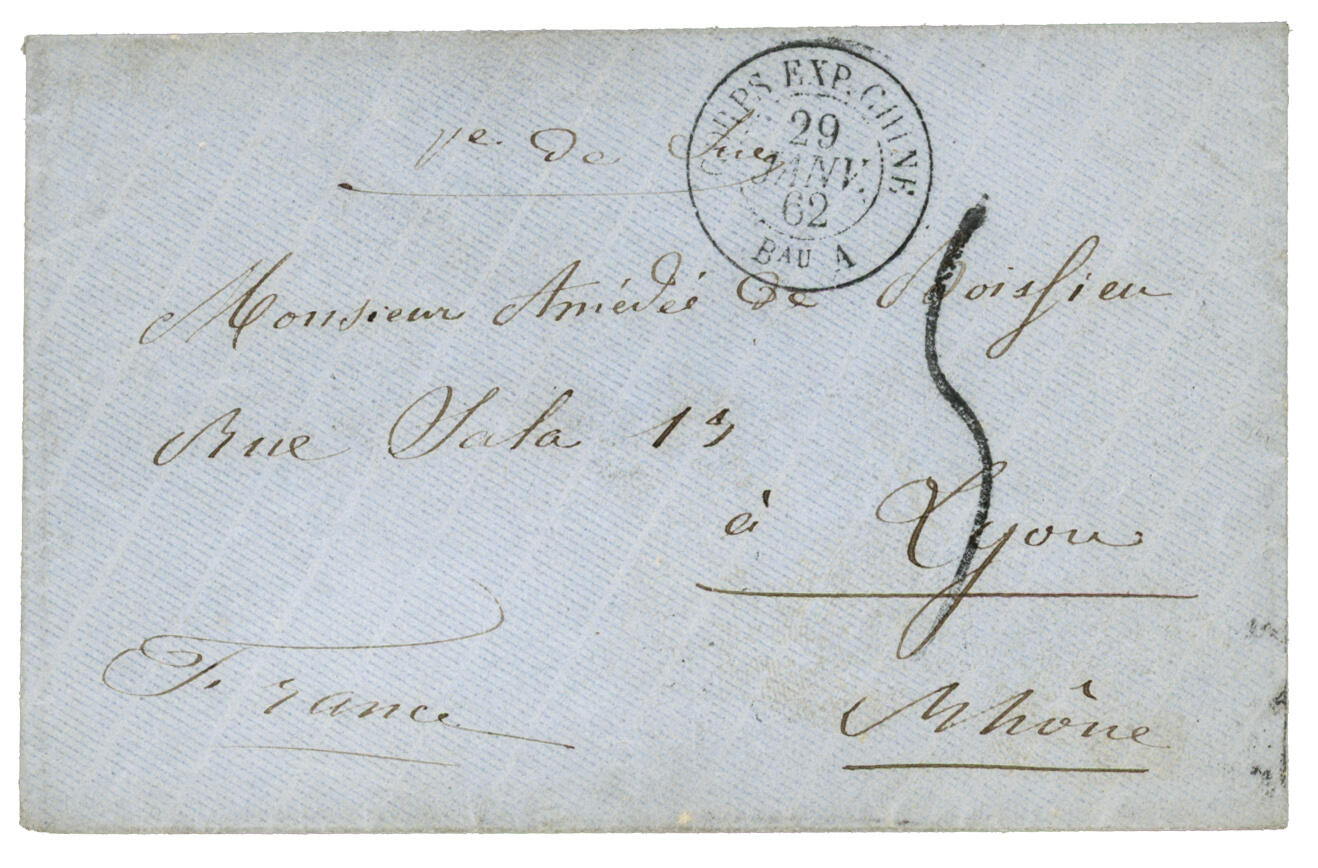 CORPS EXP. CHINE
29
JANV.
62
BAU A
Ve de Suez
Monsieur Amédée de Boissieu
Rue Sala 13
à Lyon
Rhône
France